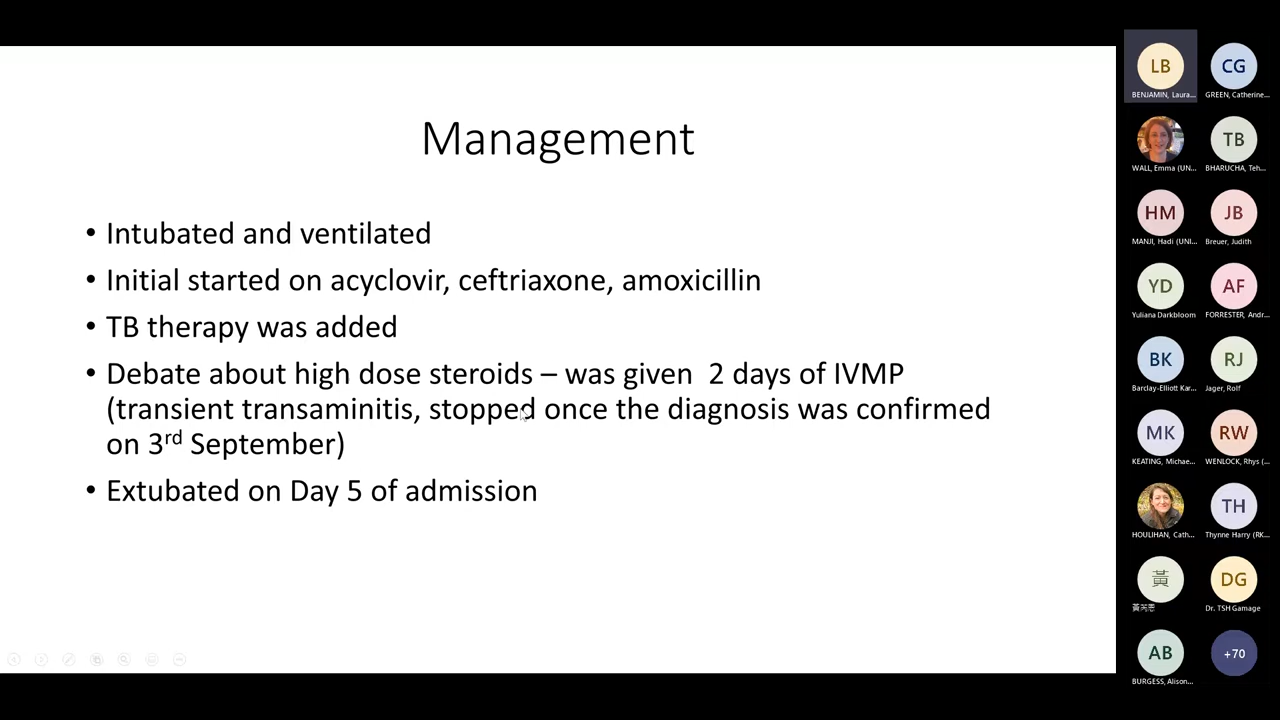 Management
• Intubated and ventilated
• Initial started on acyclovir, ceftriaxone, amoxicillin
• TB therapy was added
• Debate about high dose steroids – was given 2 days of IVMP
(transient transaminitis, stopped once the diagnosis was confirmed
on 3rd September)
• Extubated on Day 5 of admission
LB CG
BENJAMIN, Laura... GREEN, Catherine...
TB
WALL, Emma (UN... BHARUCHA, Teh...
HM JB
MANJI, Hadi (UNI... Breuer, Judith
YD AF
Yuliana Darkbloom FORRESTER, Andr...
BK RJ
Barclay-Elliott Kar... Jager, Rolf
MK RW
KEATING, Michae... WENLOCK, Rhys (...
TH
HOULIHAN, Cath... Thynne Harry (RK...
黃 DG
Dr. TSH Gamage
AB +70
BURGESS, Alison...